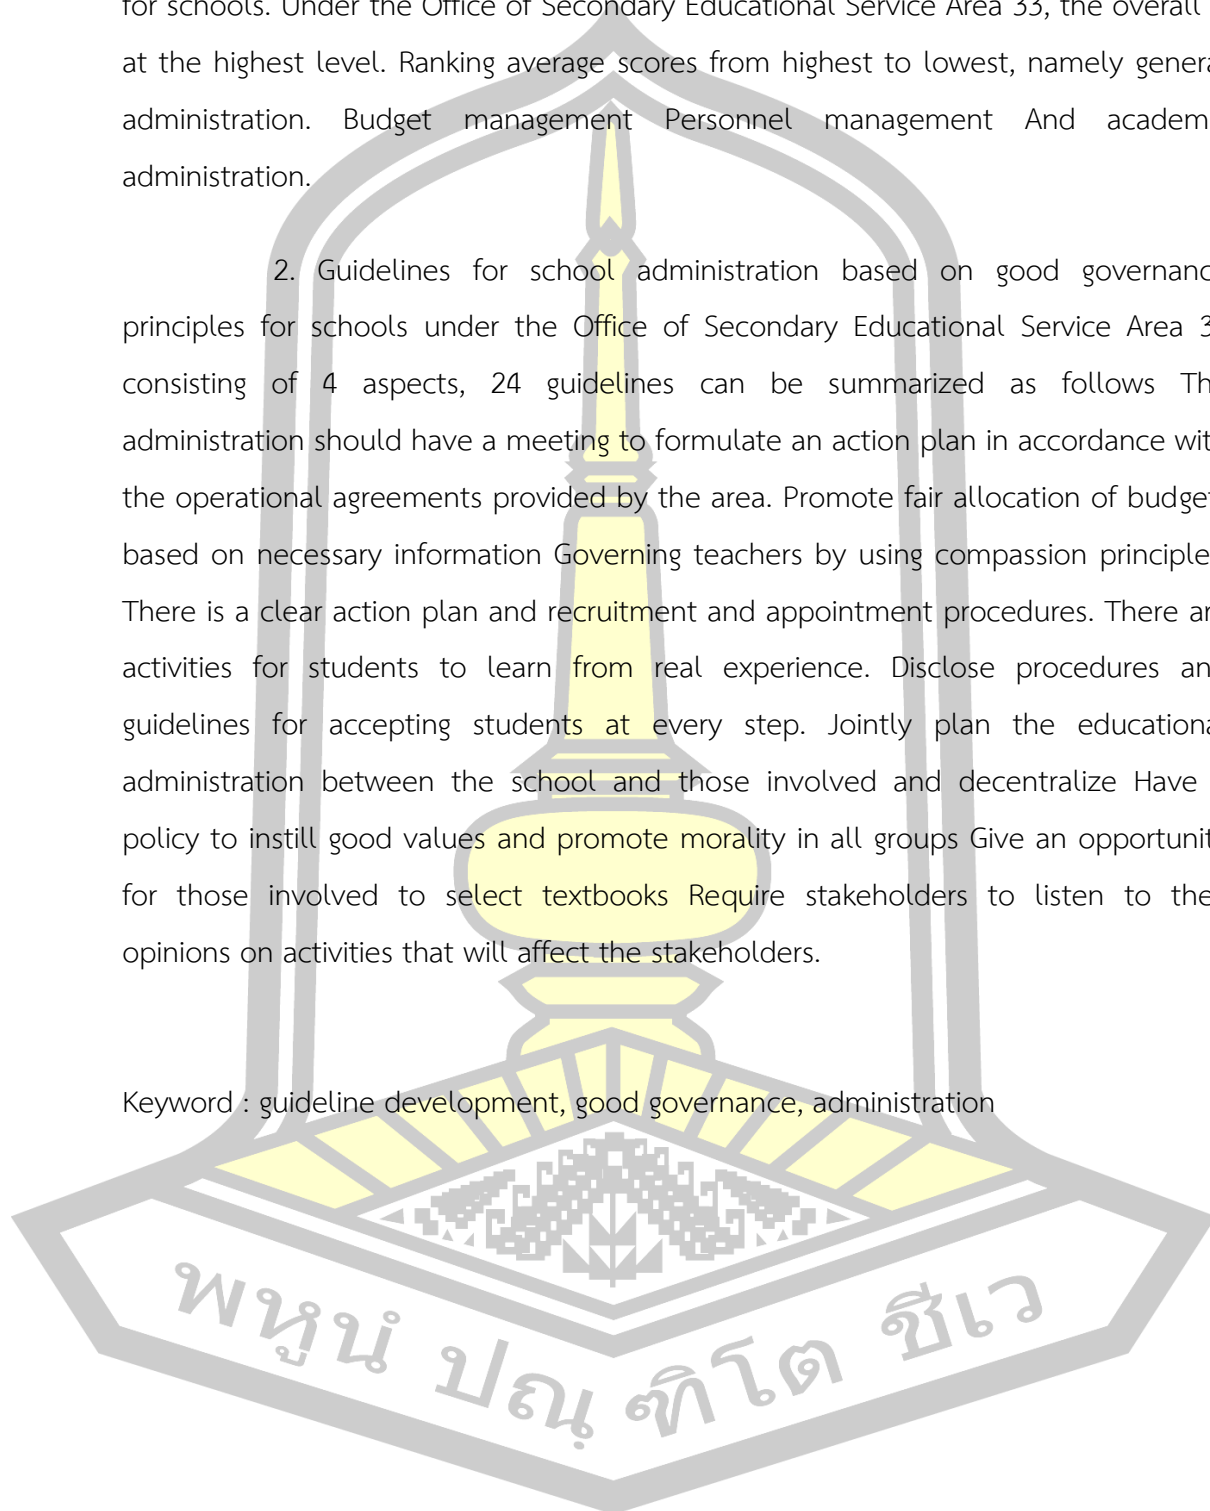 for schools. Under the Office of Secondary Educational Service Area 33, the overall
at the highest level. Ranking average scores from highest to lowest, namely genera
administration. Budget management Personnel management And academ
administration.
2. Guidelines for school administration based on good governanc
principles for schools under the Office of Secondary Educational Service Area 3
consisting of 4 aspects, 24 guidelines can be summarized as follows Th
administration should have a meeting to formulate an action plan in accordance wit
the operational agreements provided by the area. Promote fair allocation of budget
based on necessary information Governing teachers by using compassion principle
There is a clear action plan and recruitment and appointment procedures. There ar
activities for students to learn from real experience. Disclose procedures an
guidelines for accepting students at every step. Jointly plan the educationa
administration between the school and those involved and decentralize Have
policy to instill good values and promote morality in all groups Give an opportunit
for those involved to select textbooks Require stakeholders to listen to the
opinions on activities that will affect the stakeholders.
Keyword : guideline development, good governance, administration
พหูนํ ปณฺฑิโต ชีเว